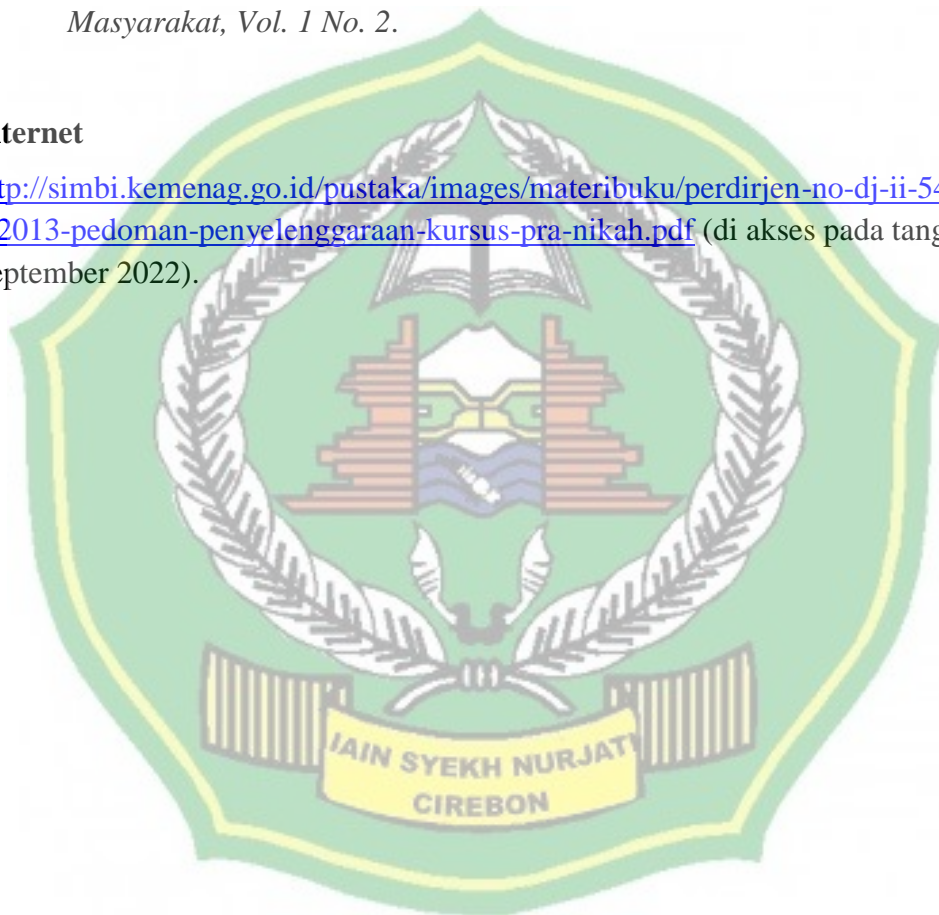 Masyarakat, Vol. 1 No. 2.
nternet
tp://simbi.kemenag.go.id/pustaka/images/materibuku/perdirjen-no-dj-ii-54
2013-pedoman-penyelenggaraan-kursus-pra-nikah.pdf (di akses pada tang
eptember 2022).
IAIN SYEKH NURJATI
CIREBON